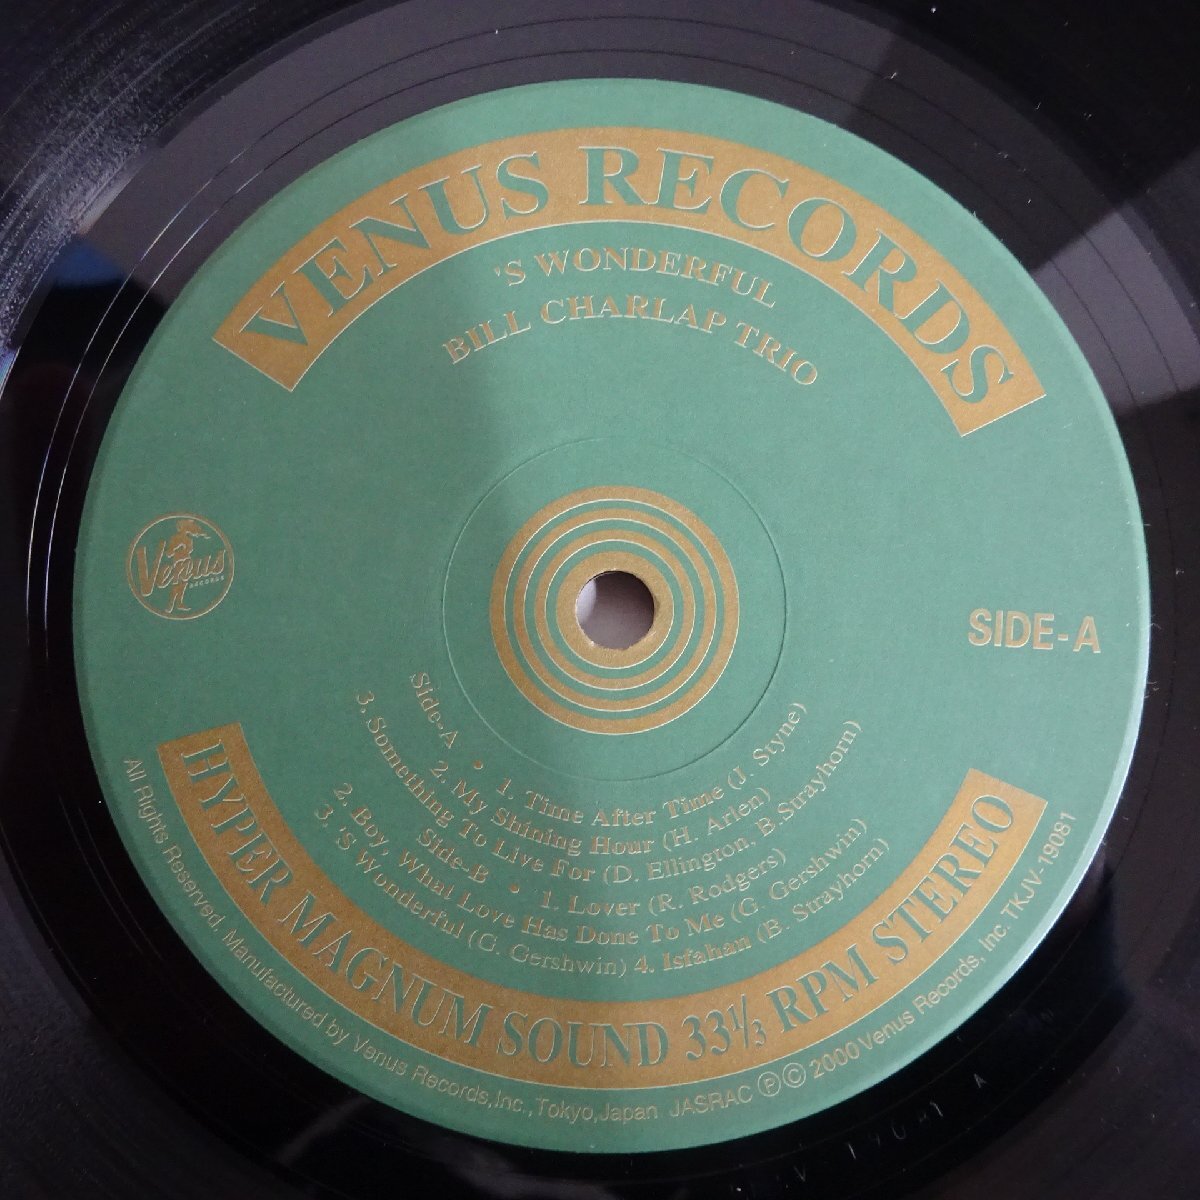 VENUS RECORDS
'S WONDERFUL
BILL CHARLAP TRIO
Venus
RECORDS
SIDE-A
Side-A • 1. Time After Time (J. Styne)
2. My Shining Hour (H. Arlen)
3. Something To Live For (D. Ellington, B.Strayhorn)
Side-B • 1. Lover (R. Rodgers)
2. Boy, What Love Has Done To Me (G. Gershwin)
3. 'S Wonderful (G. Gershwin) 4. Isfahan (B. Strayhorn)
HYPER MAGNUM SOUND 33⅓ RPM STEREO
All Rights Reserved. Manufactured by Venus Records,Inc.,Tokyo,Japan JASRAC ℗© 2000 Venus Records, Inc. TKJV-19081